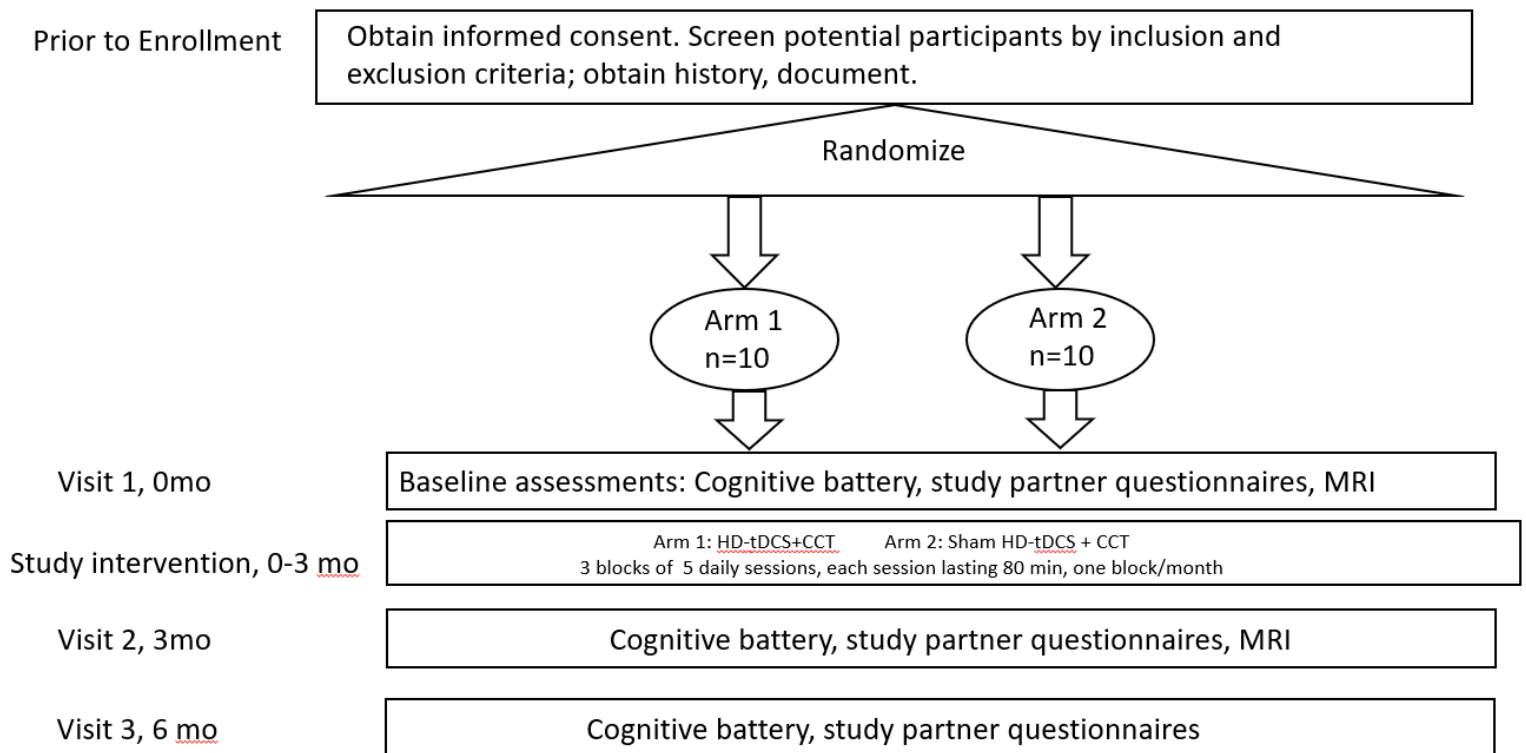 Prior to Enrollment
Obtain informed consent. Screen potential participants by inclusion and
exclusion criteria; obtain history, document.
Randomize
Arm 1
n=10
Arm 2
n=10
Visit 1, 0mo
Baseline assessments: Cognitive battery, study partner questionnaires, MRI
Study intervention, 0-3 mo
Arm 1: HD-tDCS+CCT Arm 2: Sham HD-tDCS + CCT
3 blocks of 5 daily sessions, each session lasting 80 min, one block/month
Visit 2, 3mo
Cognitive battery, study partner questionnaires, MRI
Visit 3, 6 mo
Cognitive battery, study partner questionnaires